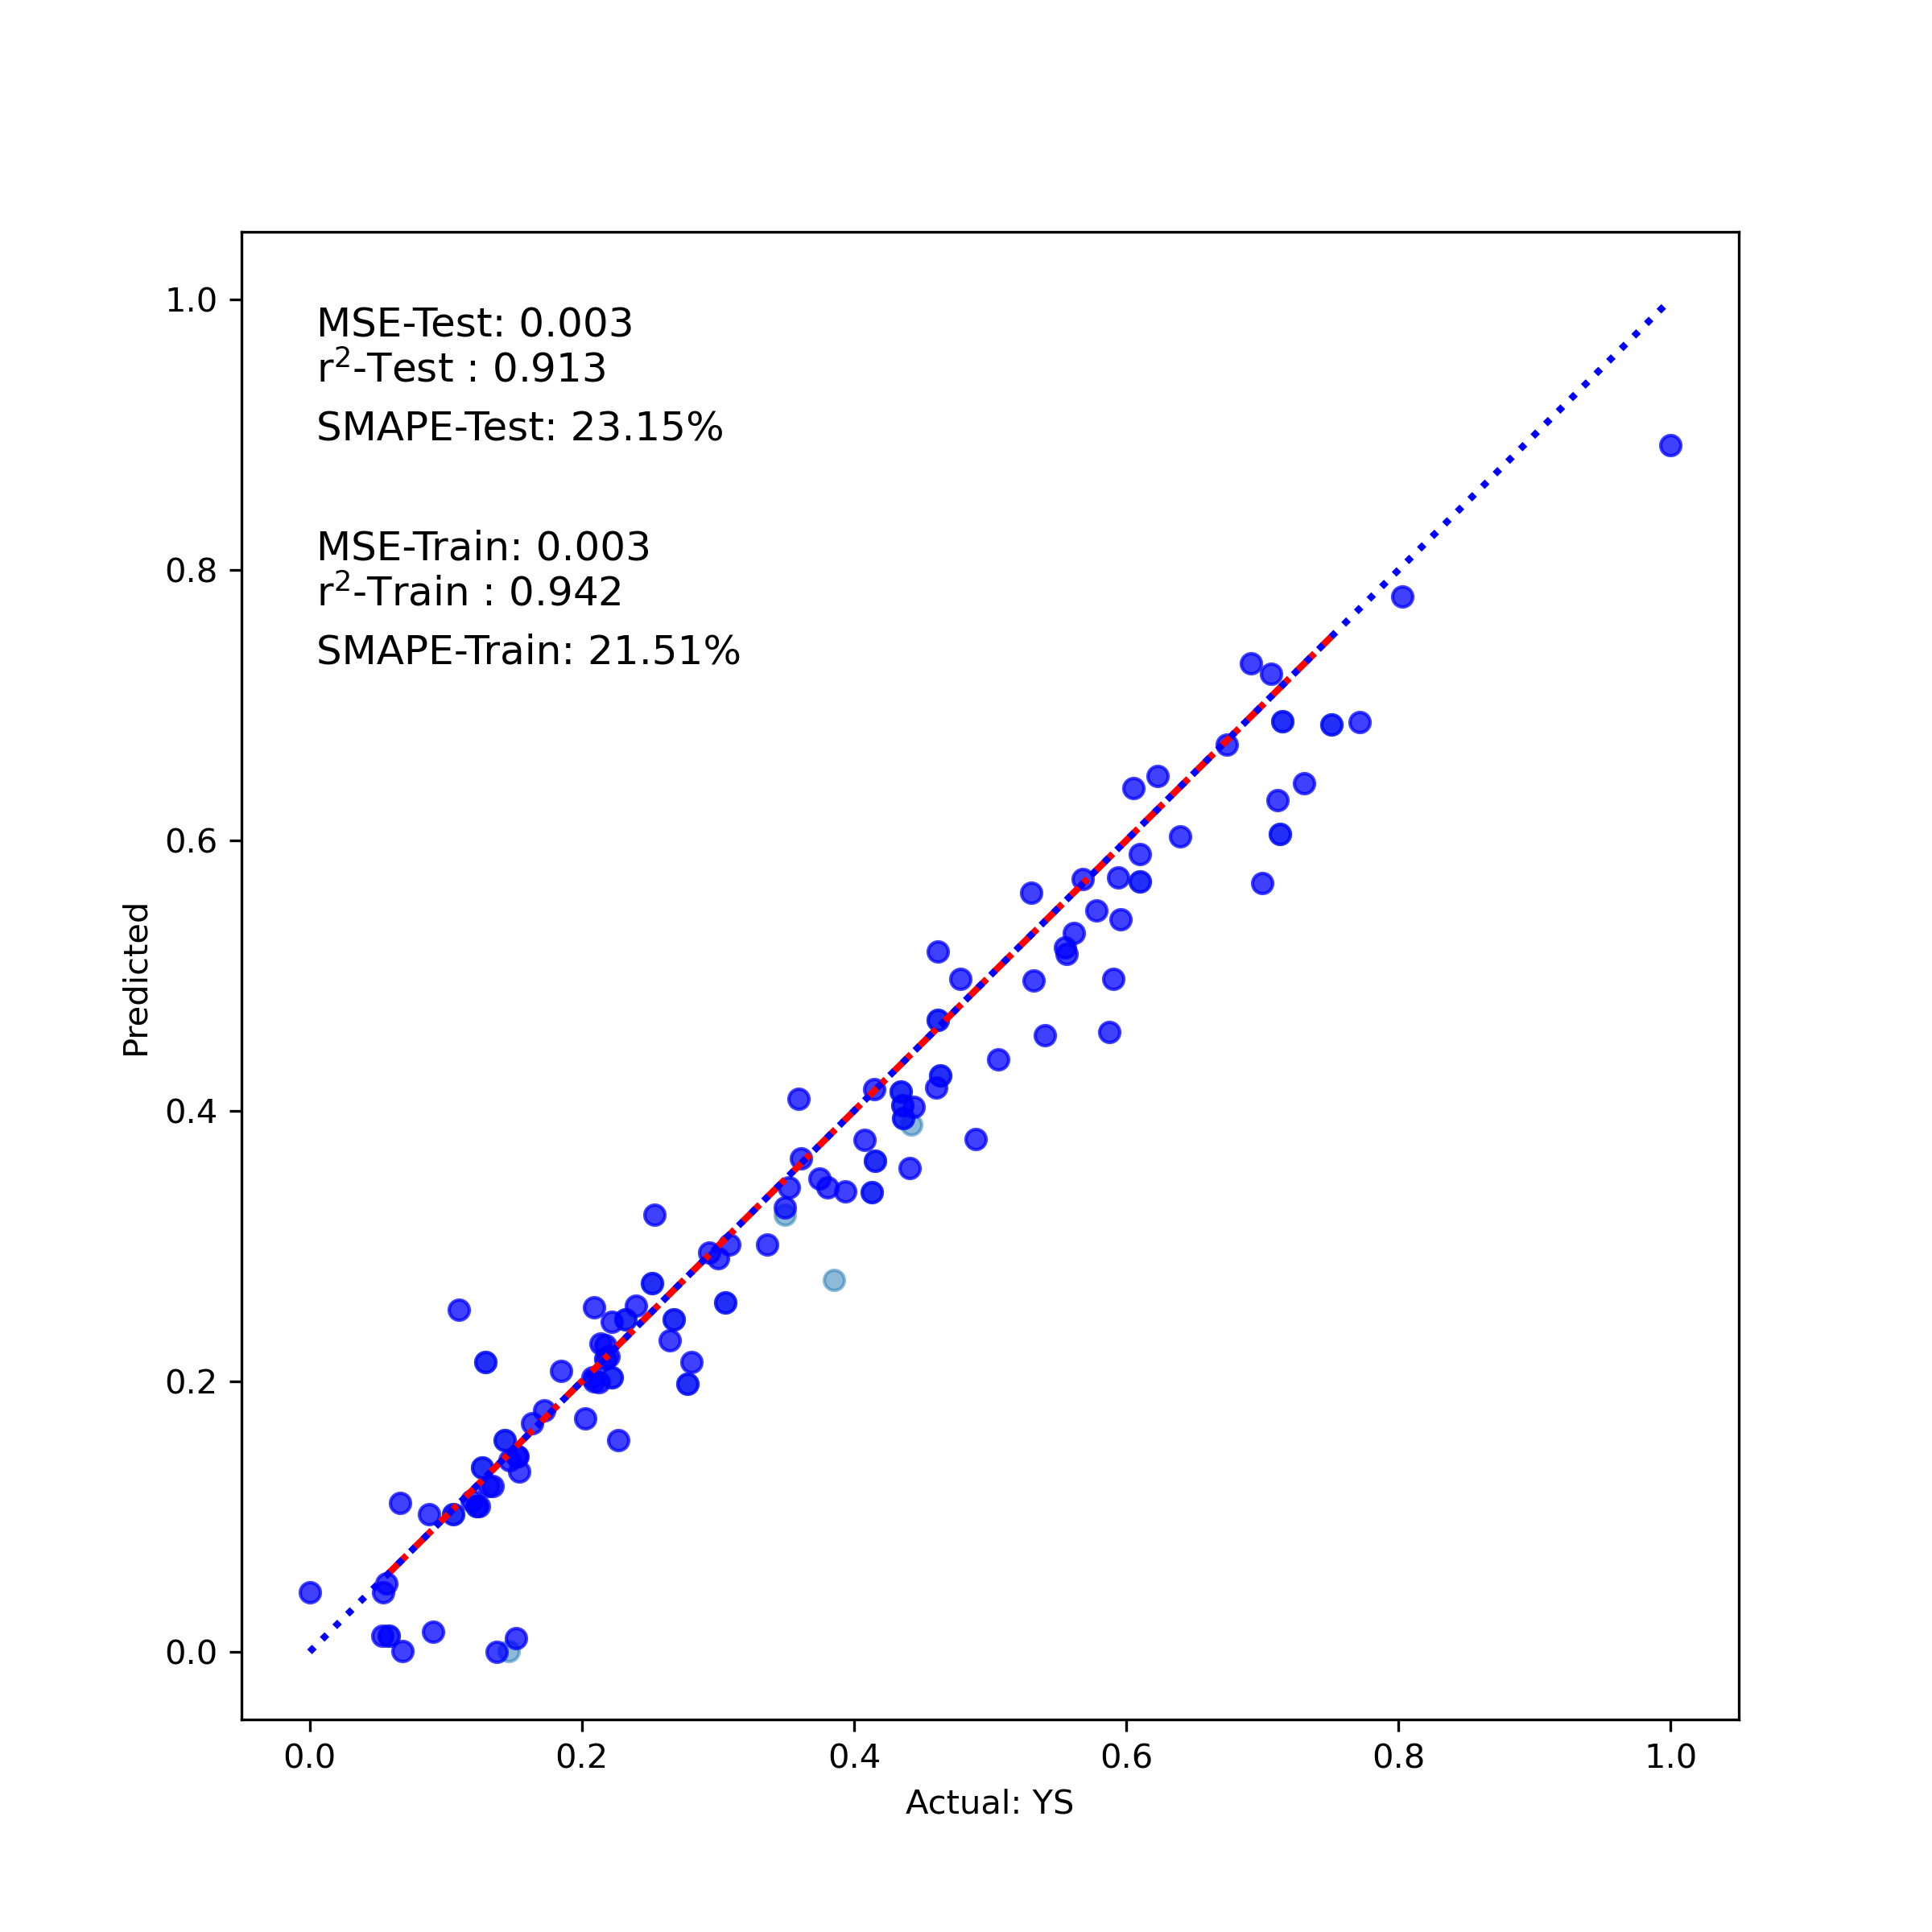 MSE-Test: 0.003
r²-Test : 0.913
SMAPE-Test: 23.15%
MSE-Train: 0.003
r²-Train : 0.942
SMAPE-Train: 21.51%
1.0
0.8
0.6
0.4
0.2
0.0
Predicted
0.0 0.2 0.4 0.6 0.8 1.0
Actual: YS